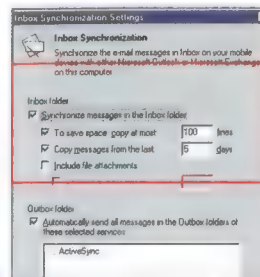 Inbox Synchronization Settings
Inbox Synchronization
Synchronize the e-mail messages in Inbox on your mobile
device with either Microsoft Outlook or Microsoft Exchange
on this computer
Inbox folder
Synchronize messages in the Inbox folder
To save space copy at most 100 lines
Copy messages from the last 5 days
Include file attachments
Outbox folder
Automatically send all messages in the Outbox folders of
these selected services
ActiveSync